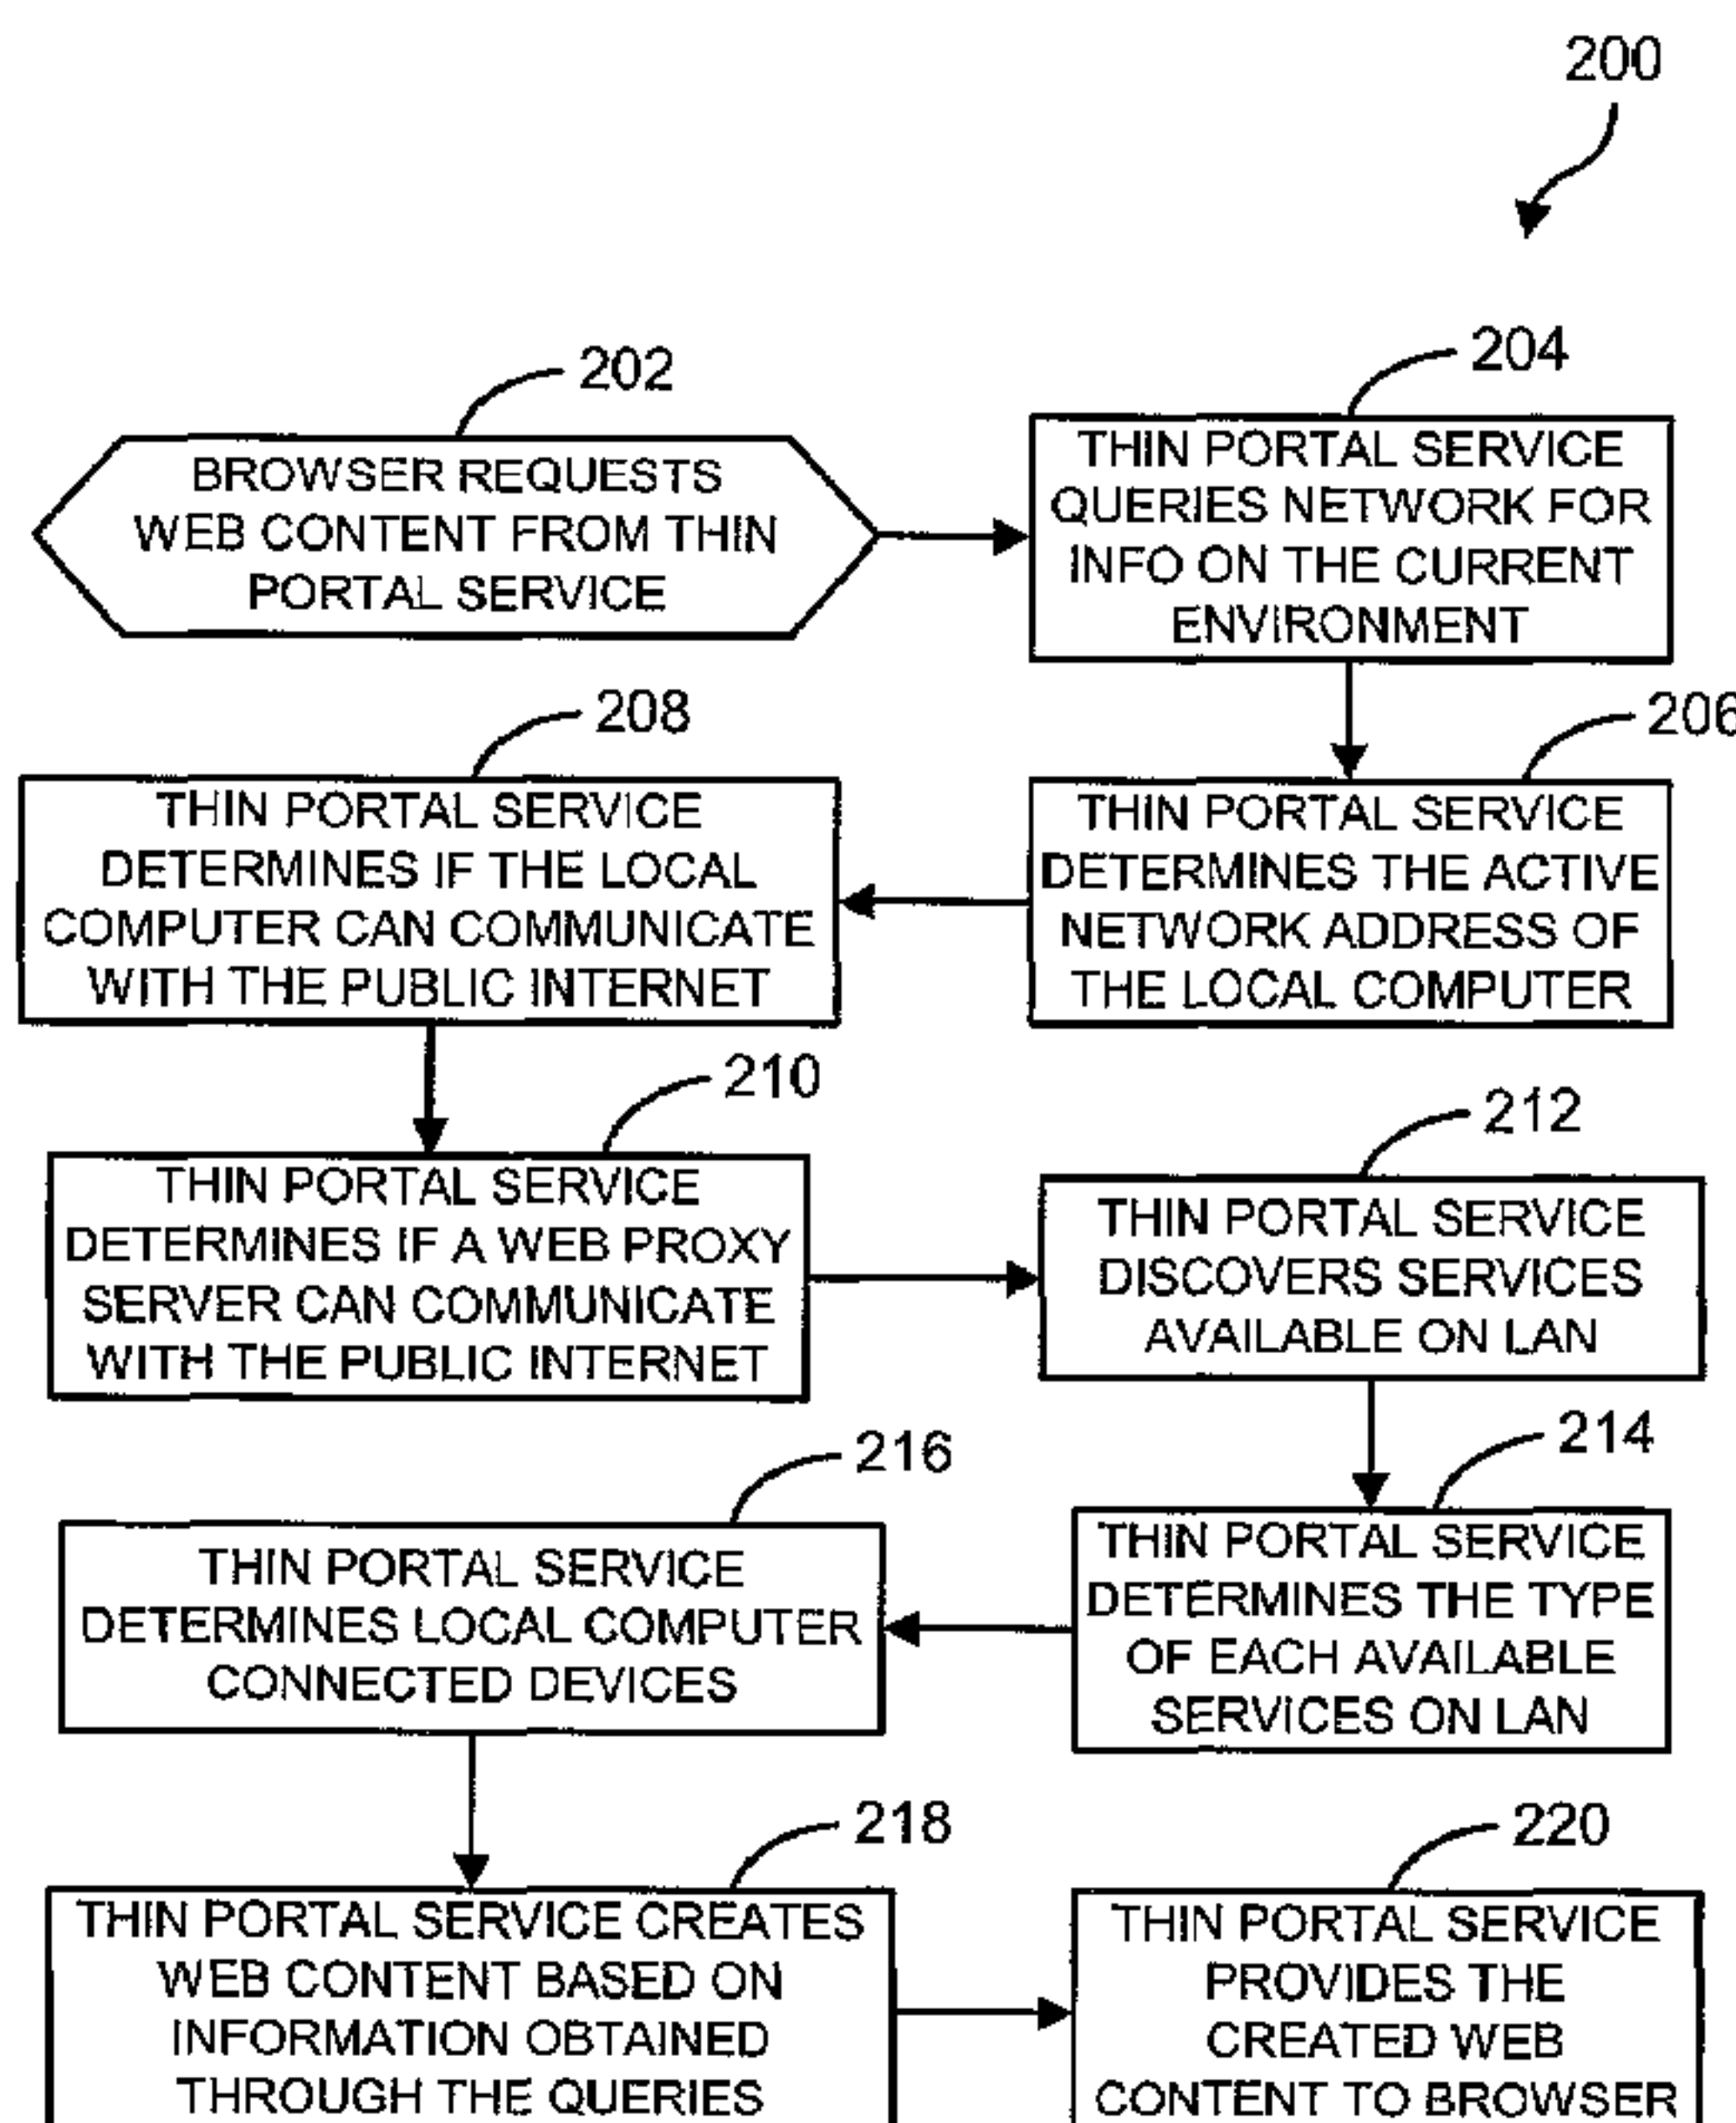 200
202
BROWSER REQUESTS
WEB CONTENT FROM THIN
PORTAL SERVICE
204
THIN PORTAL SERVICE
QUERIES NETWORK FOR
INFO ON THE CURRENT
ENVIRONMENT
206
THIN PORTAL SERVICE
DETERMINES THE ACTIVE
NETWORK ADDRESS OF
THE LOCAL COMPUTER
208
THIN PORTAL SERVICE
DETERMINES IF THE LOCAL
COMPUTER CAN COMMUNICATE
WITH THE PUBLIC INTERNET
210
THIN PORTAL SERVICE
DETERMINES IF A WEB PROXY
SERVER CAN COMMUNICATE
WITH THE PUBLIC INTERNET
212
THIN PORTAL SERVICE
DISCOVERS SERVICES
AVAILABLE ON LAN
214
THIN PORTAL SERVICE
DETERMINES THE TYPE
OF EACH AVAILABLE
SERVICES ON LAN
216
THIN PORTAL SERVICE
DETERMINES LOCAL COMPUTER
CONNECTED DEVICES
218
THIN PORTAL SERVICE CREATES
WEB CONTENT BASED ON
INFORMATION OBTAINED
THROUGH THE QUERIES
220
THIN PORTAL SERVICE
PROVIDES THE
CREATED WEB
CONTENT TO BROWSER